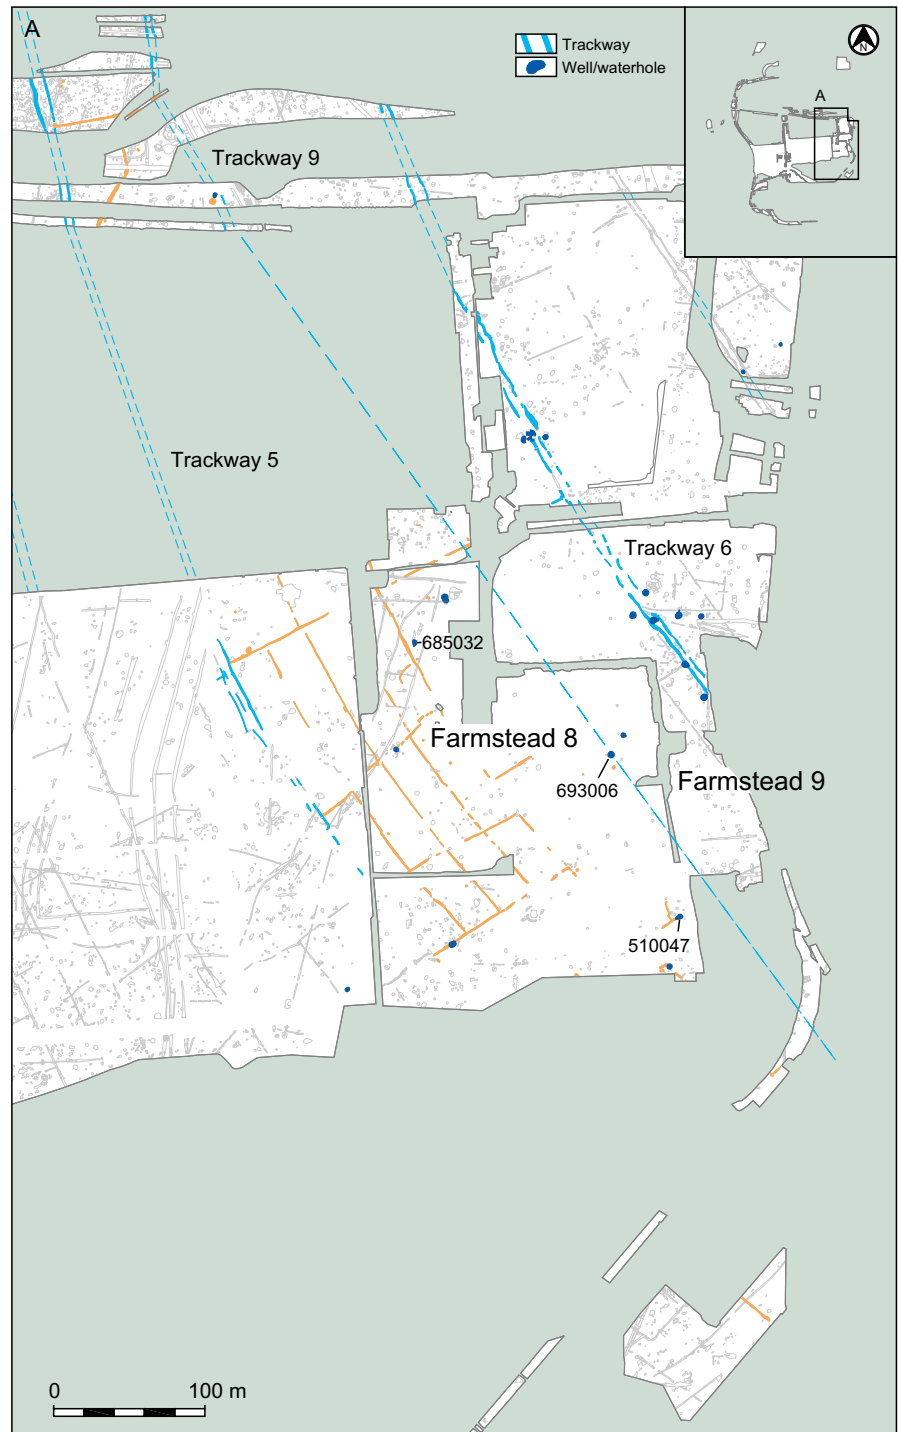 A
Trackway
Well/waterhole
N
A
Trackway 9
Trackway 5
Trackway 6
685032
Farmstead 8
693006
Farmstead 9
510047
0 100 m